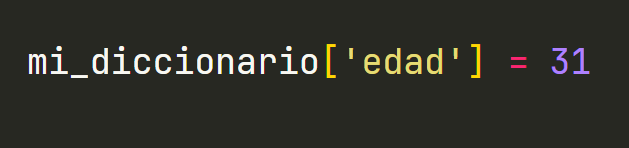 mi_diccionario['edad'] = 31